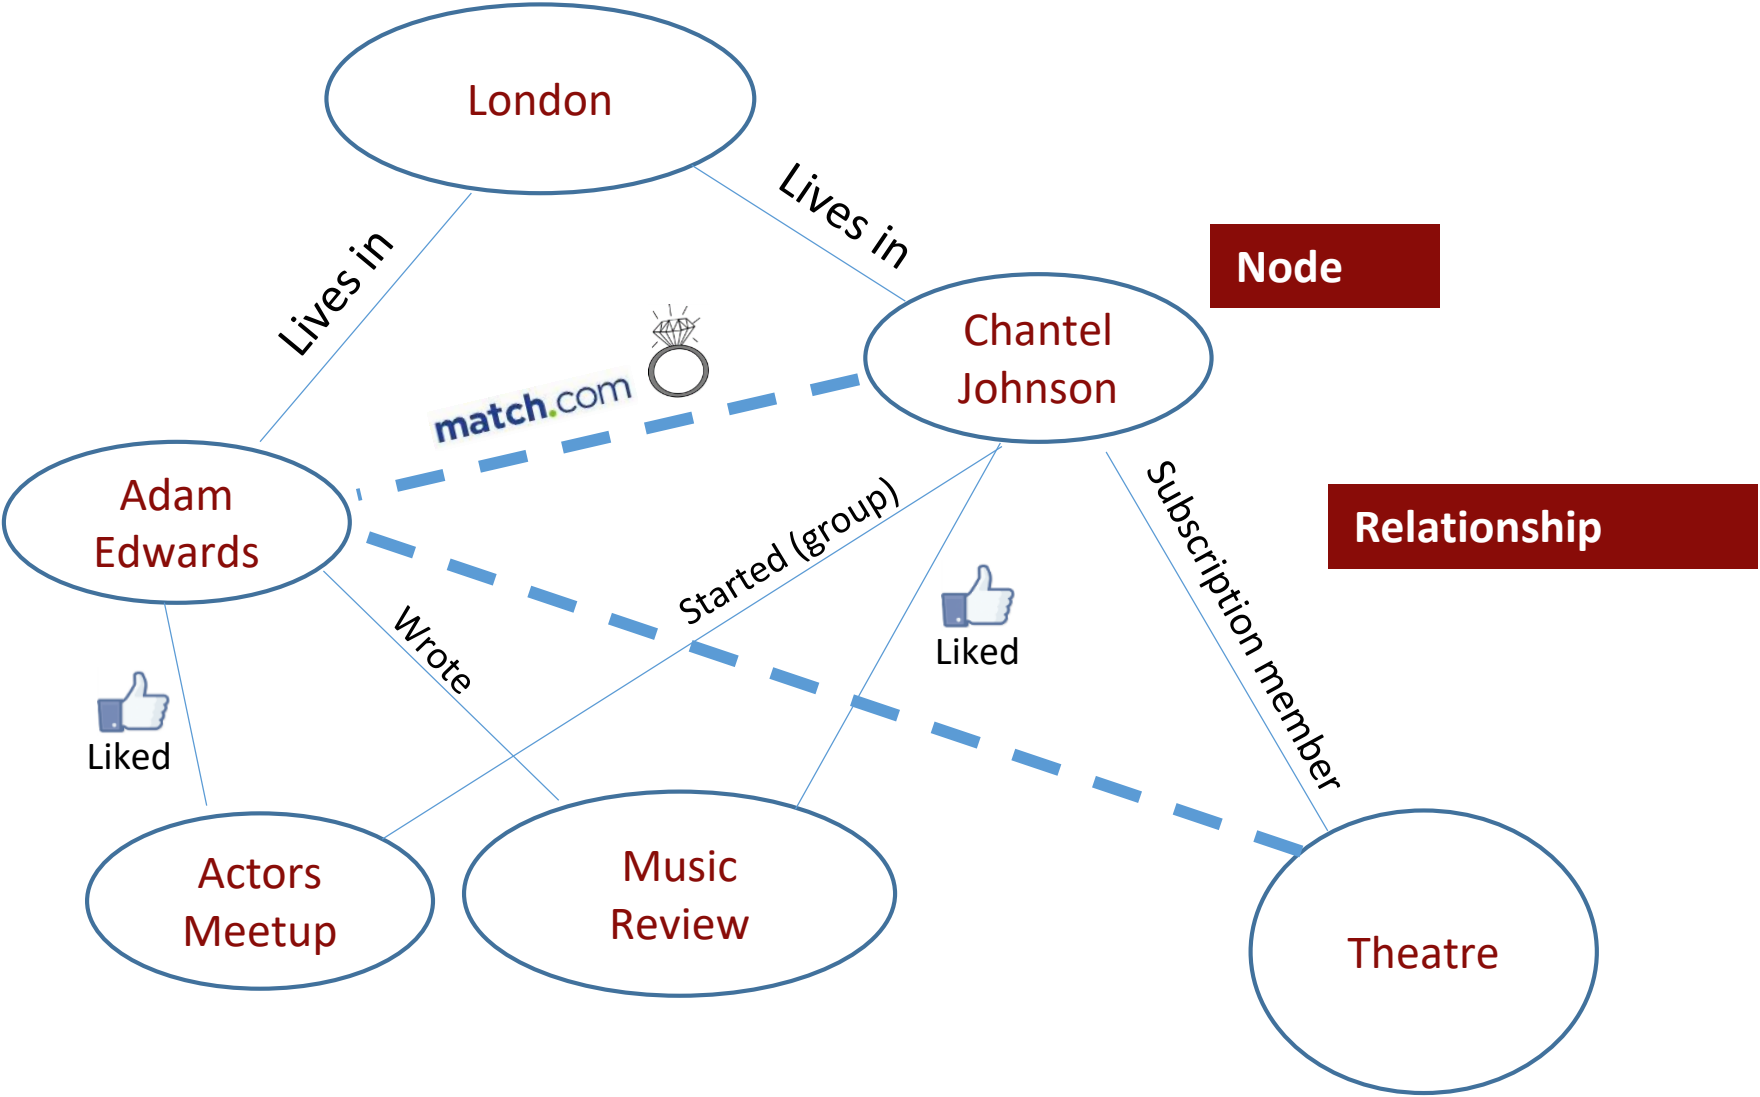 London
Lives in
Lives in
Node
Chantel
Johnson
match.com
Adam
Edwards
Started (group)
Subscription member
Relationship
Wrote
Liked
Liked
Actors
Meetup
Music
Review
Theatre